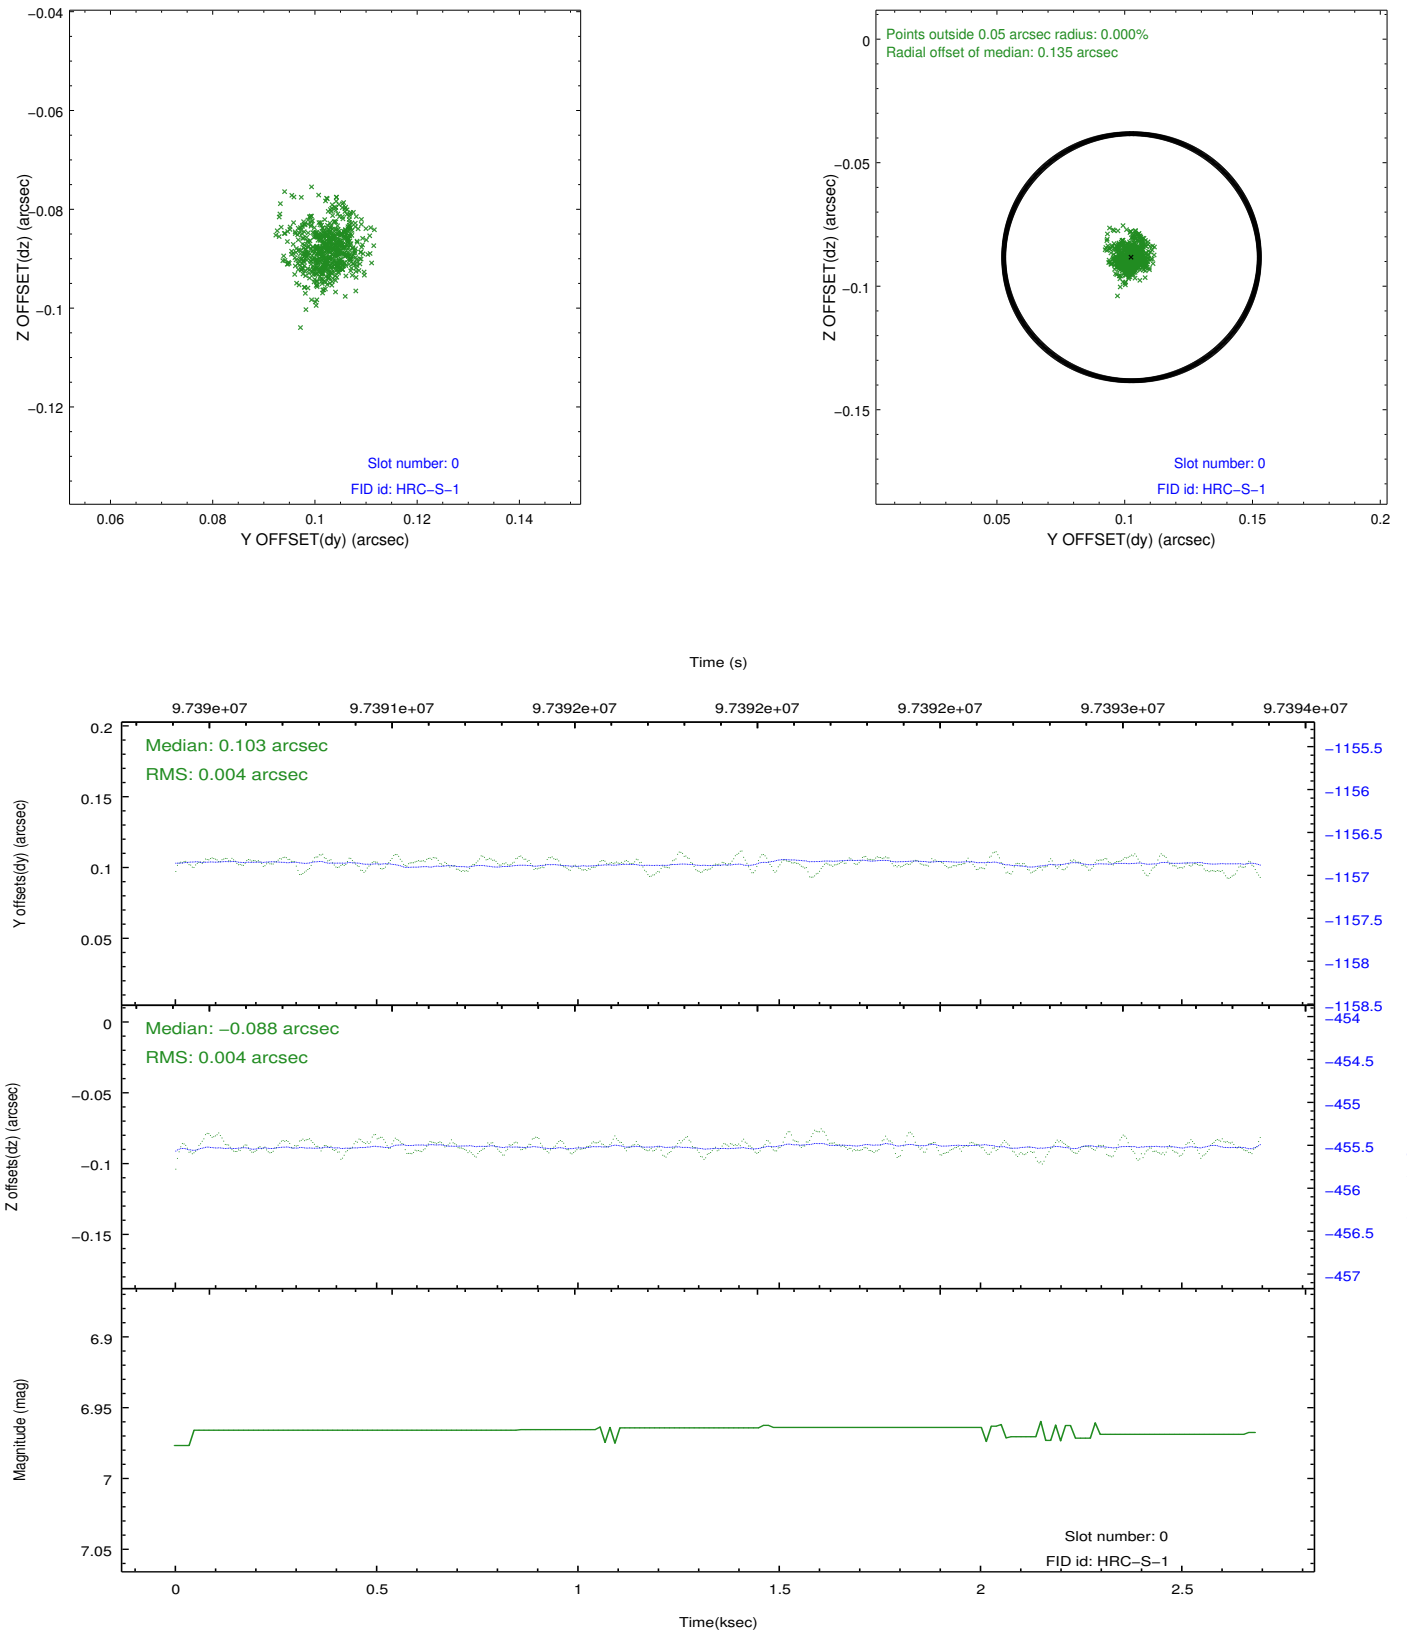 −0.04
−0.06
−0.08
−0.1
−0.12
Z OFFSET(dz) (arcsec)
Slot number: 0
FID id: HRC−S−1
0.06 0.08 0.1 0.12 0.14
Y OFFSET(dy) (arcsec)
Points outside 0.05 arcsec radius: 0.000%
Radial offset of median: 0.135 arcsec
0
−0.05
−0.1
−0.15
Z OFFSET(dz) (arcsec)
Slot number: 0
FID id: HRC−S−1
0.05 0.1 0.15 0.2
Y OFFSET(dy) (arcsec)
Time (s)
9.739e+07 9.7391e+07 9.7392e+07 9.7392e+07 9.7392e+07 9.7393e+07 9.7394e+07
Median: 0.103 arcsec
RMS: 0.004 arcsec
0.2
0.15
0.1
0.05
Y offsets(dy) (arcsec)
−1155.5
−1156
−1156.5
−1157
−1157.5
−1158
−1158.5
Median: −0.088 arcsec
RMS: 0.004 arcsec
0
−0.05
−0.1
−0.15
Z offsets(dz) (arcsec)
−454
−454.5
−455
−455.5
−456
−456.5
−457
6.9
6.95
7
7.05
Magnitude (mag)
Slot number: 0
FID id: HRC−S−1
0 0.5 1 1.5 2 2.5
Time(ksec)